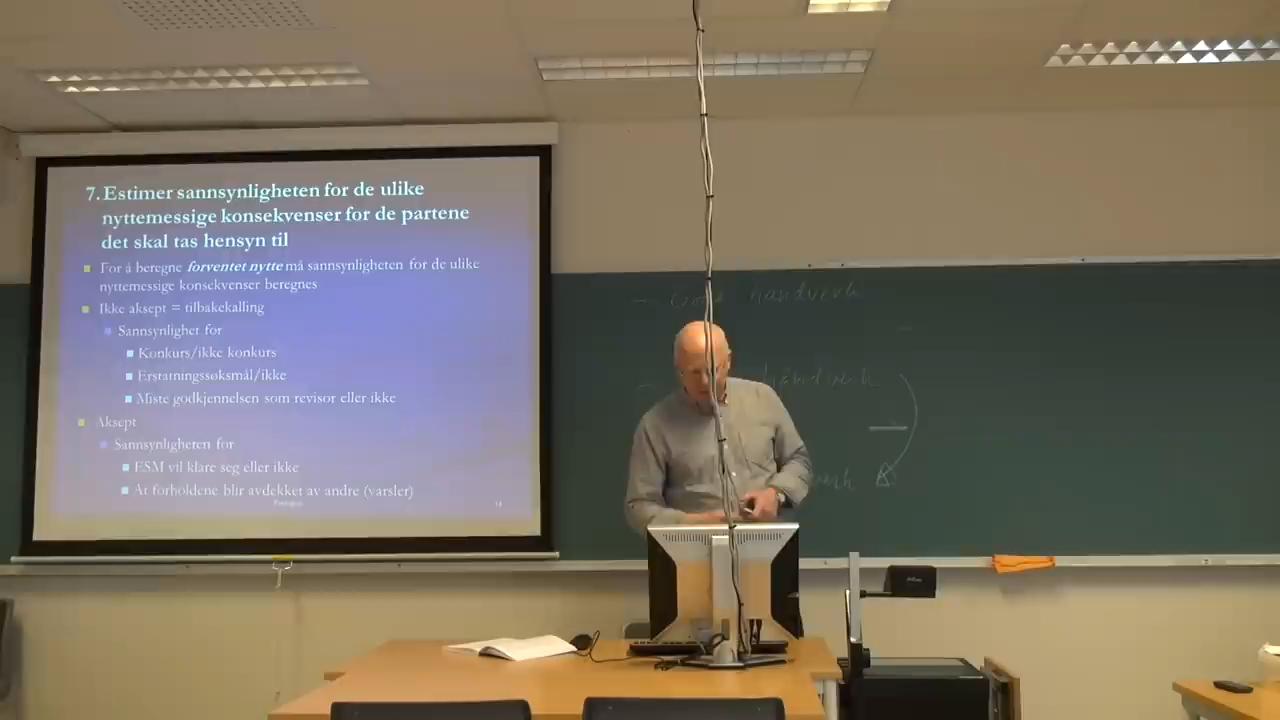 7. Estimer sannsynligheten for de ulike
nyttemessige konsekvenser for de partene
det skal tas hensyn til
For å beregne forventet nytte må sannsynligheten for de ulike
nyttemessige konsekvenser beregnes
Ikke aksept = tilbakekalling
Sannsynlighet for
Konkurs/ikke konkurs
Erstatningssøksmål/ikke
Miste godkjennelsen som revisor eller ikke
Aksept
Sannsynligheten for
ESM vil klare seg eller ikke
At forholdene blir avdekket av andre (varsler)
14
håndverk
håndverk